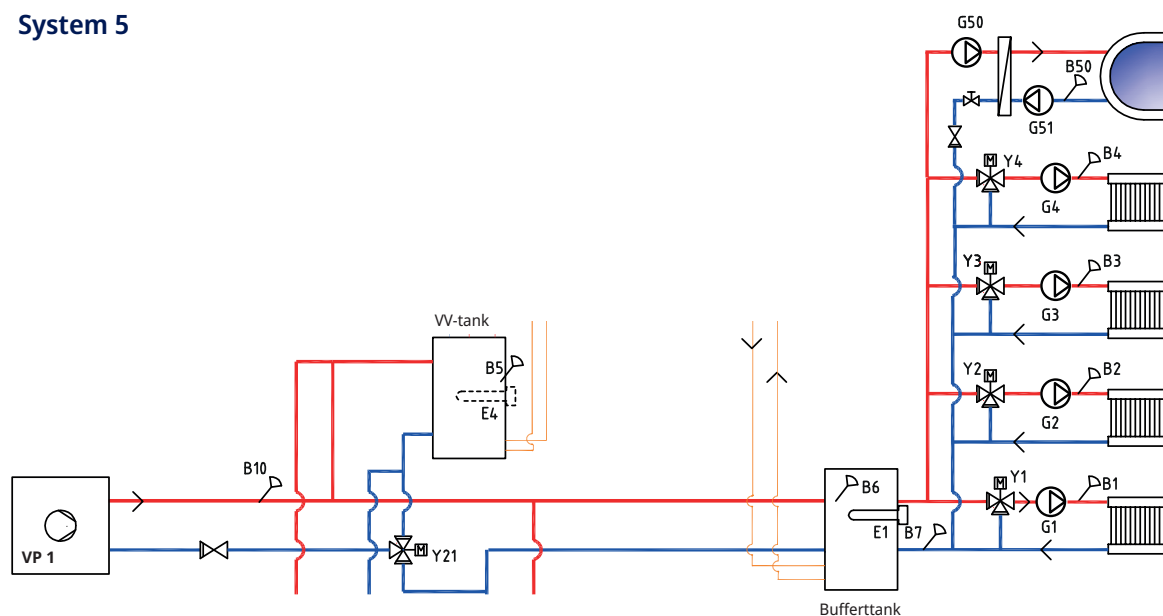 System 5
G50
B50
G51
Y4
B4
G4
Y3
B3
G3
VV-tank
B5
E4
Y2
B2
G2
B10
VP 1
M
Y21
B6
E1
B7
M
Y1
B1
G1
M
M
M
Bufferttank